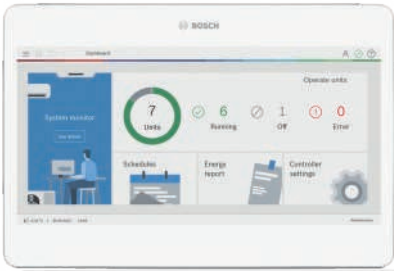 BOSCH
Dashboard
Operate units
System monitor
7
Units
6
Running
1
Off
0
Error
Schedules
Energy
report
Controller
settings